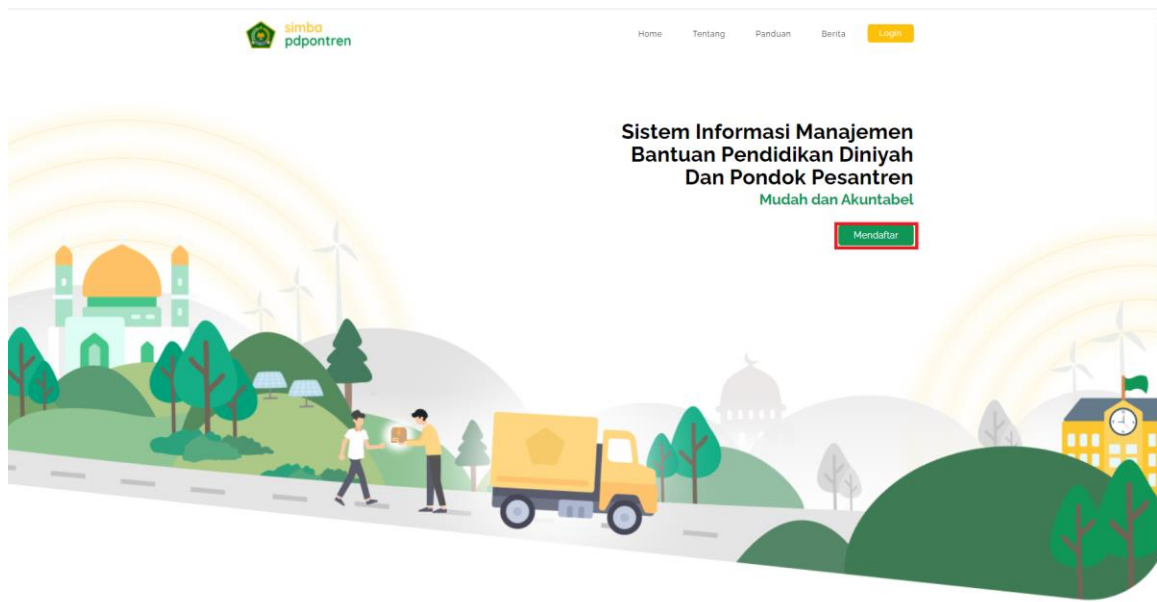 simba
pdpontren
Home Tentang Panduan Berita Login
Sistem Informasi Manajemen
Bantuan Pendidikan Diniyah
Dan Pondok Pesantren
Mudah dan Akuntabel
Mendaftar